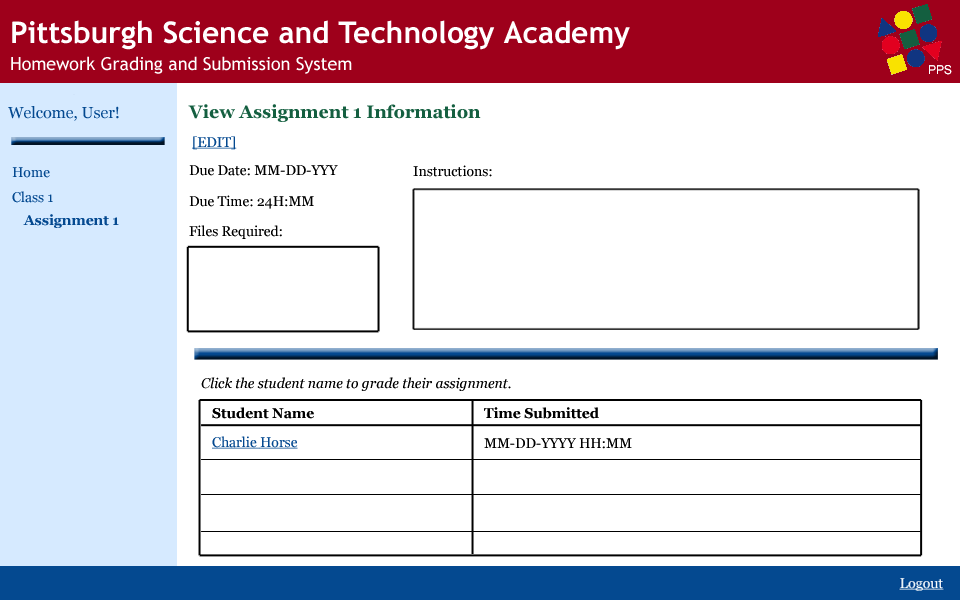 Pittsburgh Science and Technology Academy
Homework Grading and Submission System
PPS
Welcome, User!
Home
Class 1
Assignment 1
View Assignment 1 Information
[EDIT]
Due Date: MM-DD-YYY
Due Time: 24H:MM
Files Required:
Instructions:
Click the student name to grade their assignment.
Student Name Time Submitted
Charlie Horse MM-DD-YYYY HH:MM
Logout